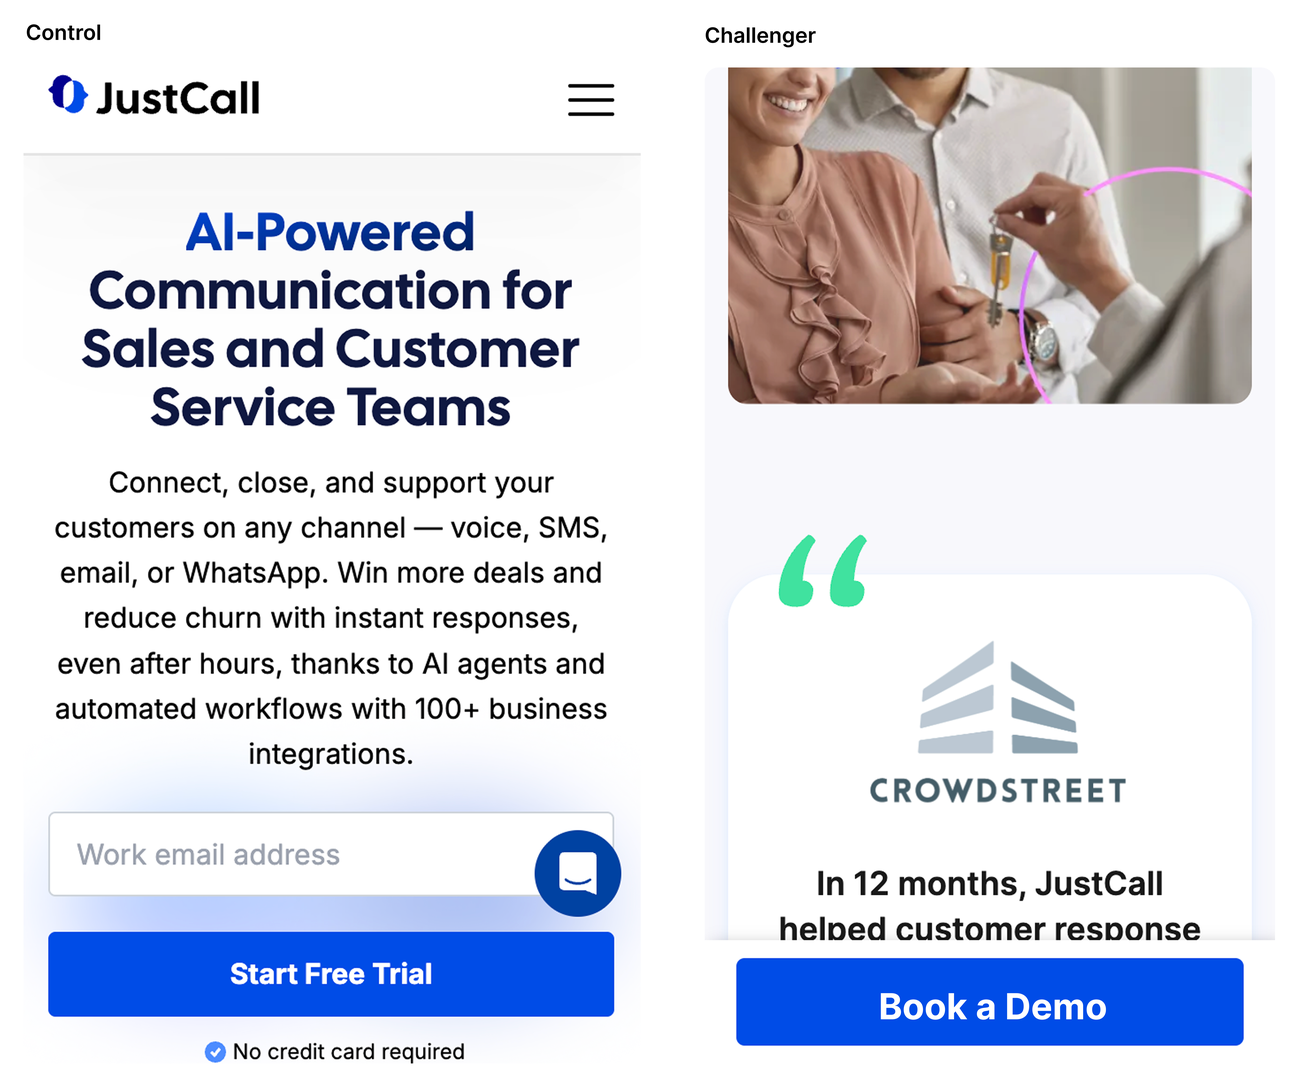 Control
JustCall
AI-Powered
Communication for
Sales and Customer
Service Teams
Connect, close, and support your
customers on any channel — voice, SMS,
email, or WhatsApp. Win more deals and
reduce churn with instant responses,
even after hours, thanks to AI agents and
automated workflows with 100+ business
integrations.
Work email address
Start Free Trial
No credit card required
Challenger
“
CROWDSTREET
In 12 months, JustCall
helped customer response
Book a Demo